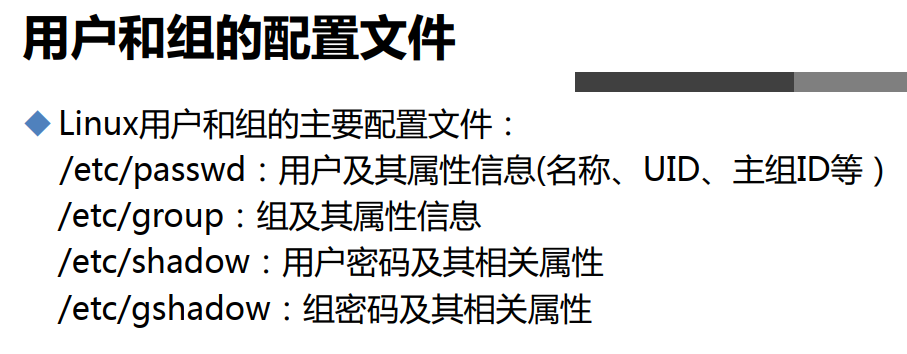 用户和组的配置文件
Linux用户和组的主要配置文件：
/etc/passwd：用户及其属性信息(名称、UID、主组ID等）
/etc/group：组及其属性信息
/etc/shadow：用户密码及其相关属性
/etc/gshadow：组密码及其相关属性